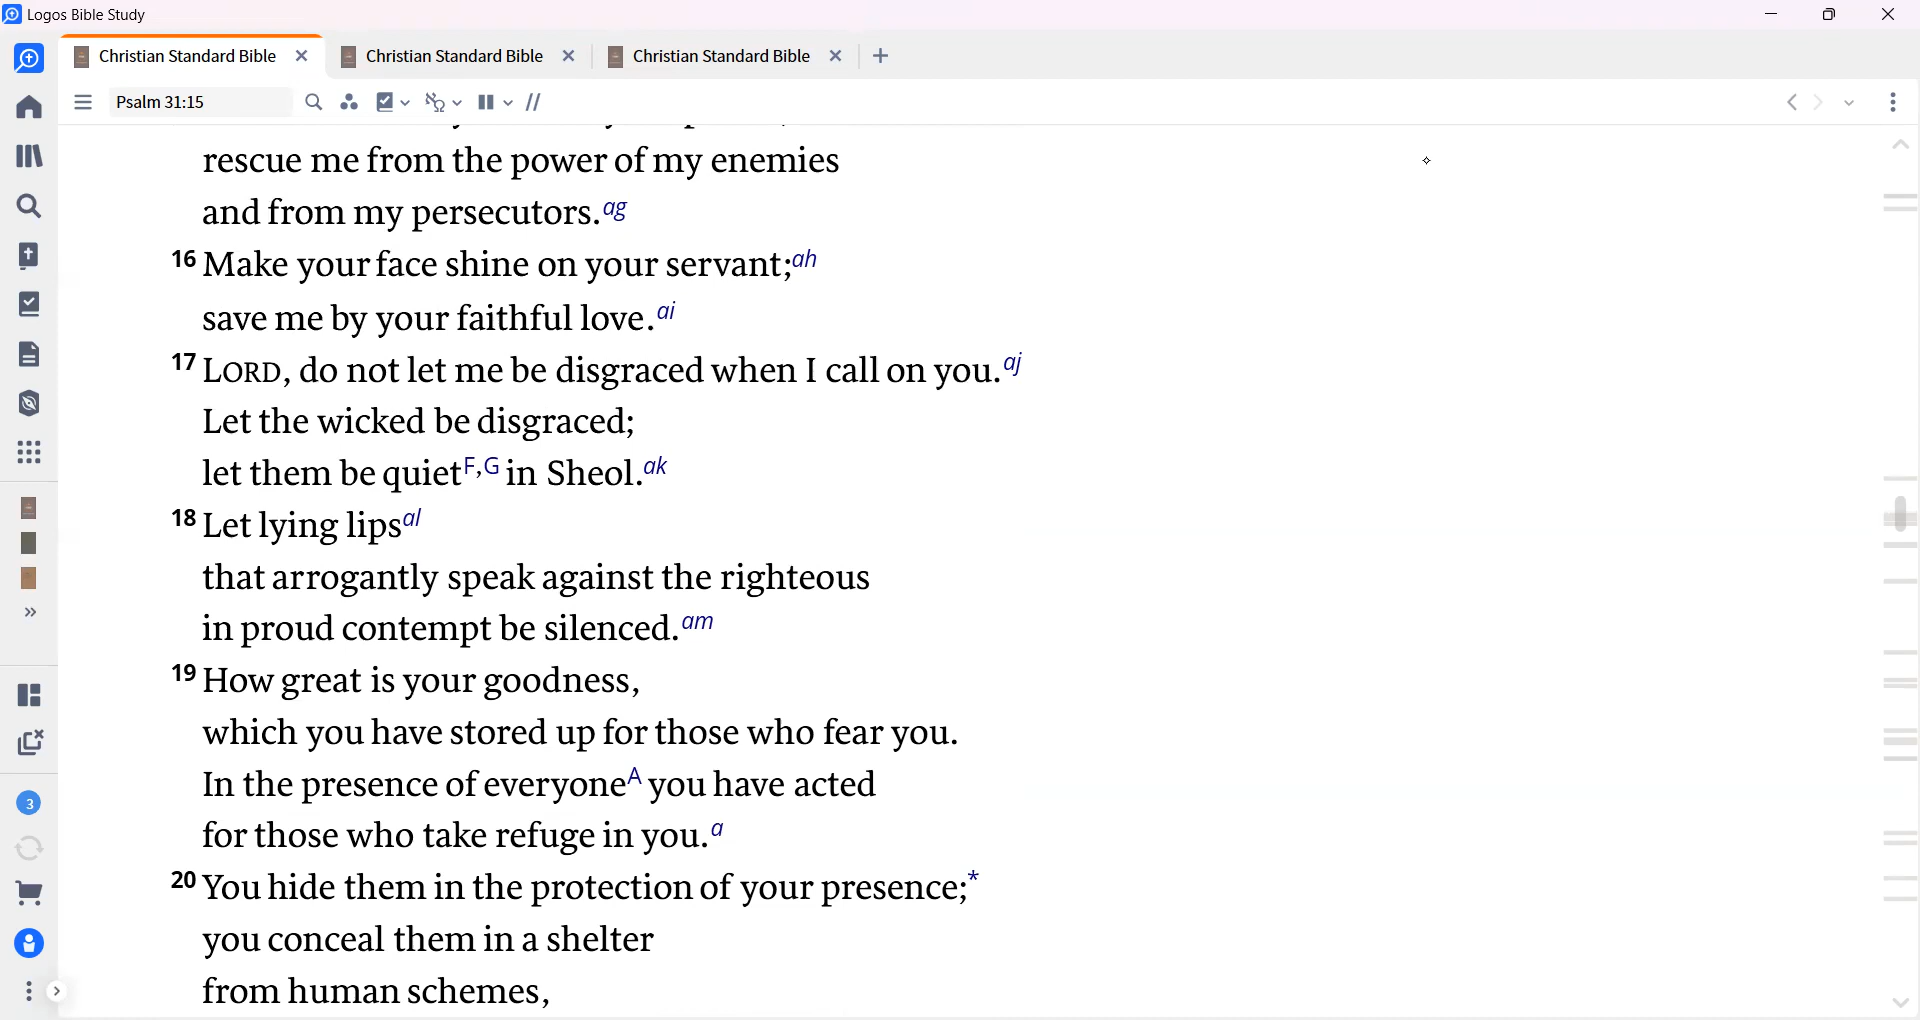 Logos Bible Study
Christian Standard Bible
Christian Standard Bible
Christian Standard Bible
Psalm 31:15
rescue me from the power of my enemies
and from my persecutors.ag
16 Make your face shine on your servant;ah
save me by your faithful love.ai
17 LORD, do not let me be disgraced when I call on you.aj
Let the wicked be disgraced;
let them be quietF,G in Sheol.ak
18 Let lying lipsal
that arrogantly speak against the righteous
in proud contempt be silenced.am
19 How great is your goodness,
which you have stored up for those who fear you.
In the presence of everyoneA you have acted
for those who take refuge in you.a
20 You hide them in the protection of your presence;*
you conceal them in a shelter
from human schemes,
3